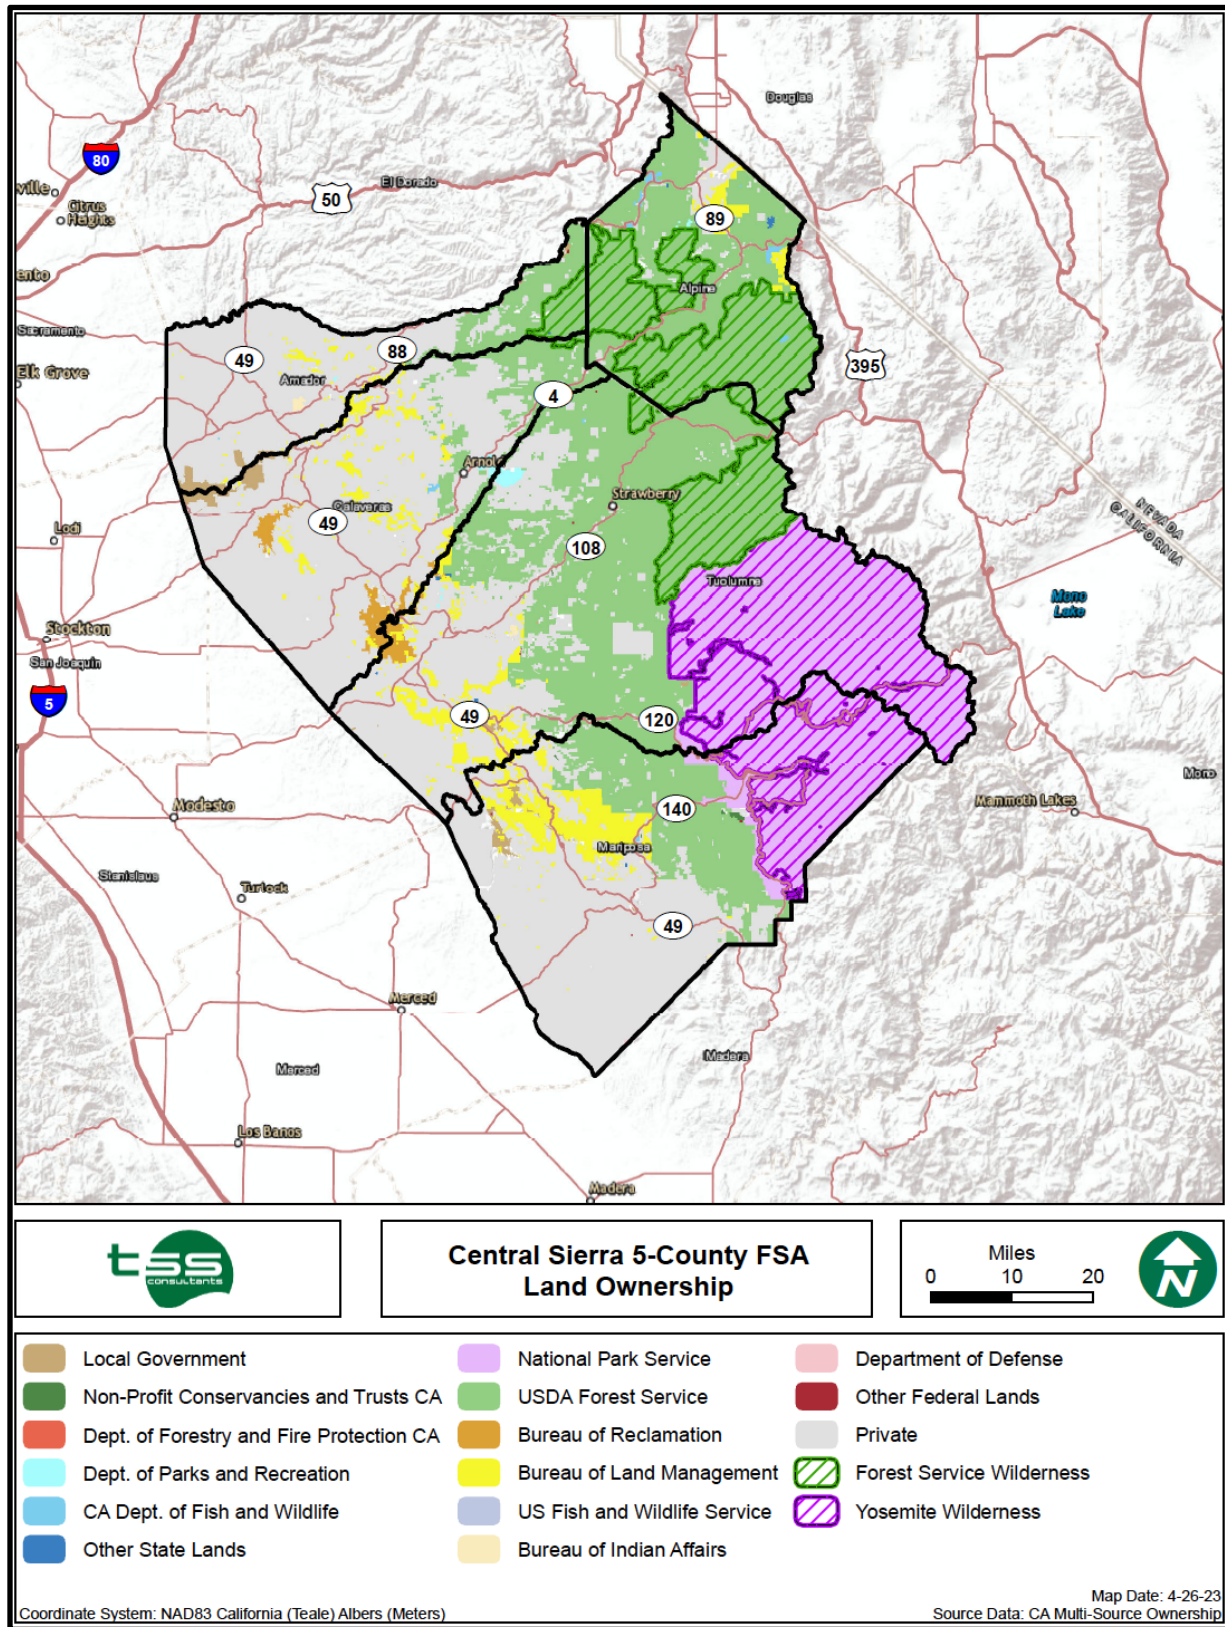 Douglas
80
ville
El Dorado
50
Citrus
Heights
89
ento
Alpine
Sacramento
49
88
395
Elk Grove
Amador
4
Arnold
Strawberry
Calaveras
49
NEVADA
CALIFORNIA
Lodi
108
Tuolumne
Mono
Lake
Stockton
San Joaquin
5
49
120
Mono
Modesto
140
Mammoth Lakes
Mariposa
Stanislaus
Turlock
49
Merced
Madera
Merced
Los Banos
Madera
tss
consultants
Central Sierra 5-County FSA
Land Ownership
Miles
0 10 20
N
Local Government
Non-Profit Conservancies and Trusts CA
Dept. of Forestry and Fire Protection CA
Dept. of Parks and Recreation
CA Dept. of Fish and Wildlife
Other State Lands
National Park Service
USDA Forest Service
Bureau of Reclamation
Bureau of Land Management
US Fish and Wildlife Service
Bureau of Indian Affairs
Department of Defense
Other Federal Lands
Private
Forest Service Wilderness
Yosemite Wilderness
Map Date: 4-26-23
Coordinate System: NAD83 California (Teale) Albers (Meters)
Source Data: CA Multi-Source Ownership